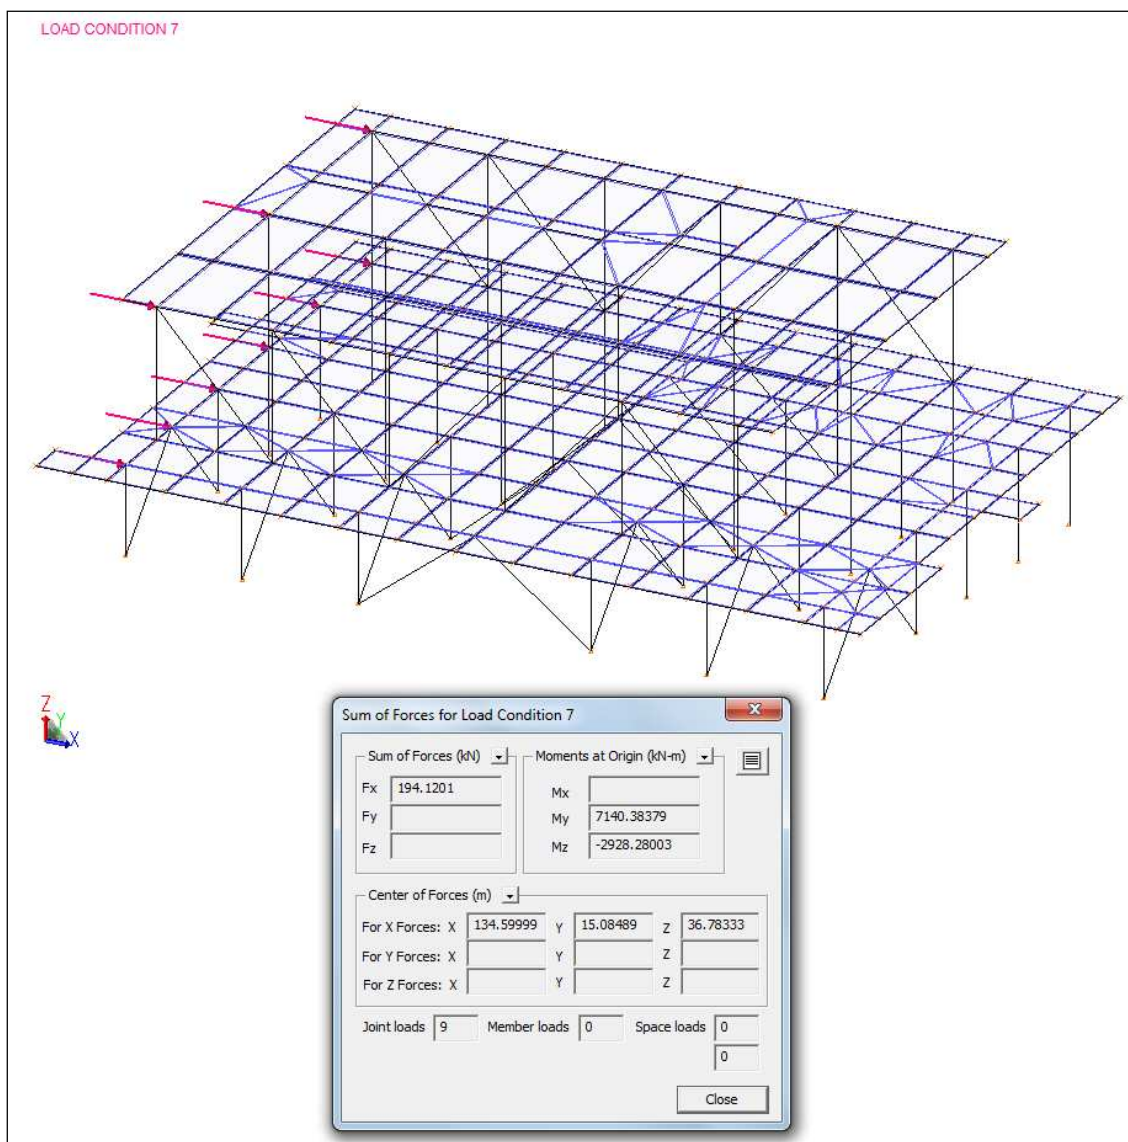 LOAD CONDITION 7
Z
Y
X
Sum of Forces for Load Condition 7
Sum of Forces (kN)
Moments at Origin (kN-m)
Fx 194.1201
Mx
Fy
My 7140.38379
Fz
Mz -2928.28003
Center of Forces (m)
For X Forces: X 134.59999 Y 15.08489 Z 36.78333
For Y Forces: X Y Z
For Z Forces: X Y Z
Joint loads 9 Member loads 0 Space loads 0
0
Close